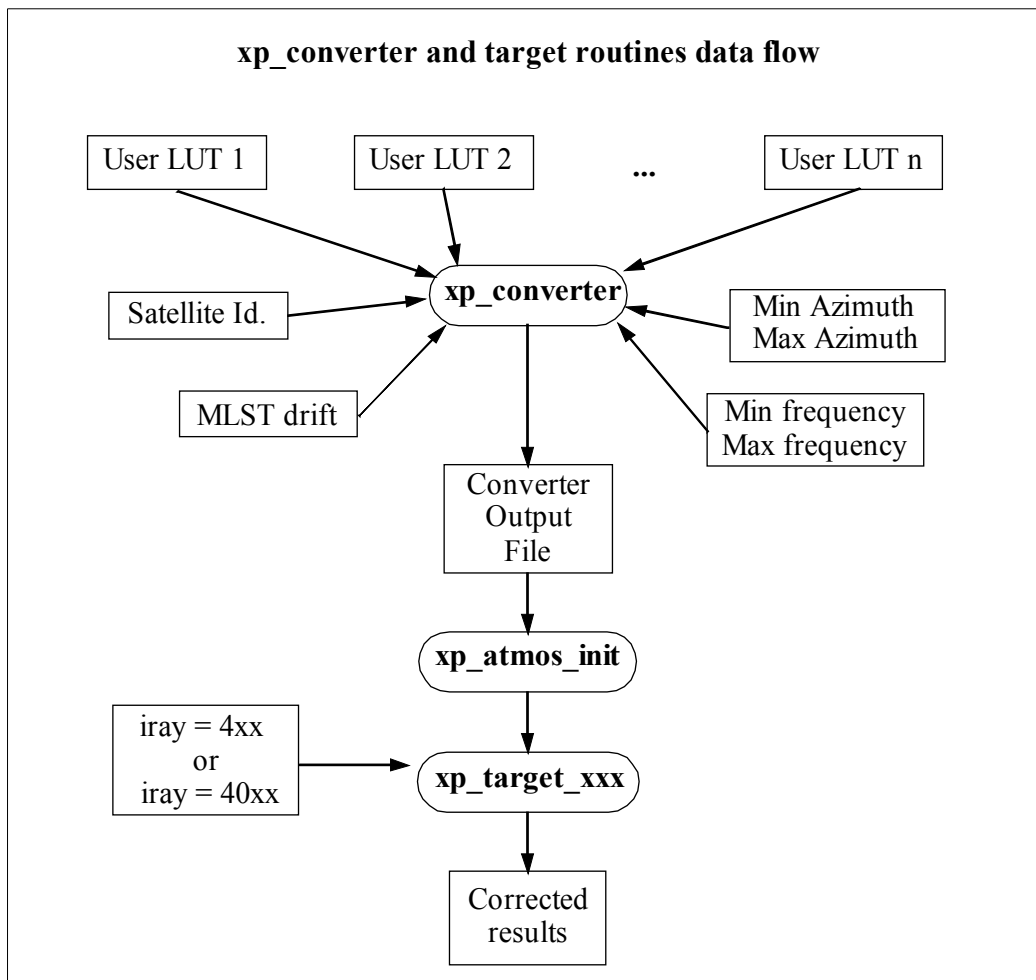 xp_converter and target routines data flow
User LUT 1
User LUT 2
...
User LUT n
xp_converter
Satellite Id.
Min Azimuth
Max Azimuth
MLST drift
Min frequency
Max frequency
Converter
Output
File
xp_atmos_init
iray = 4xx
or
iray = 40xx
xp_target_xxx
Corrected
results